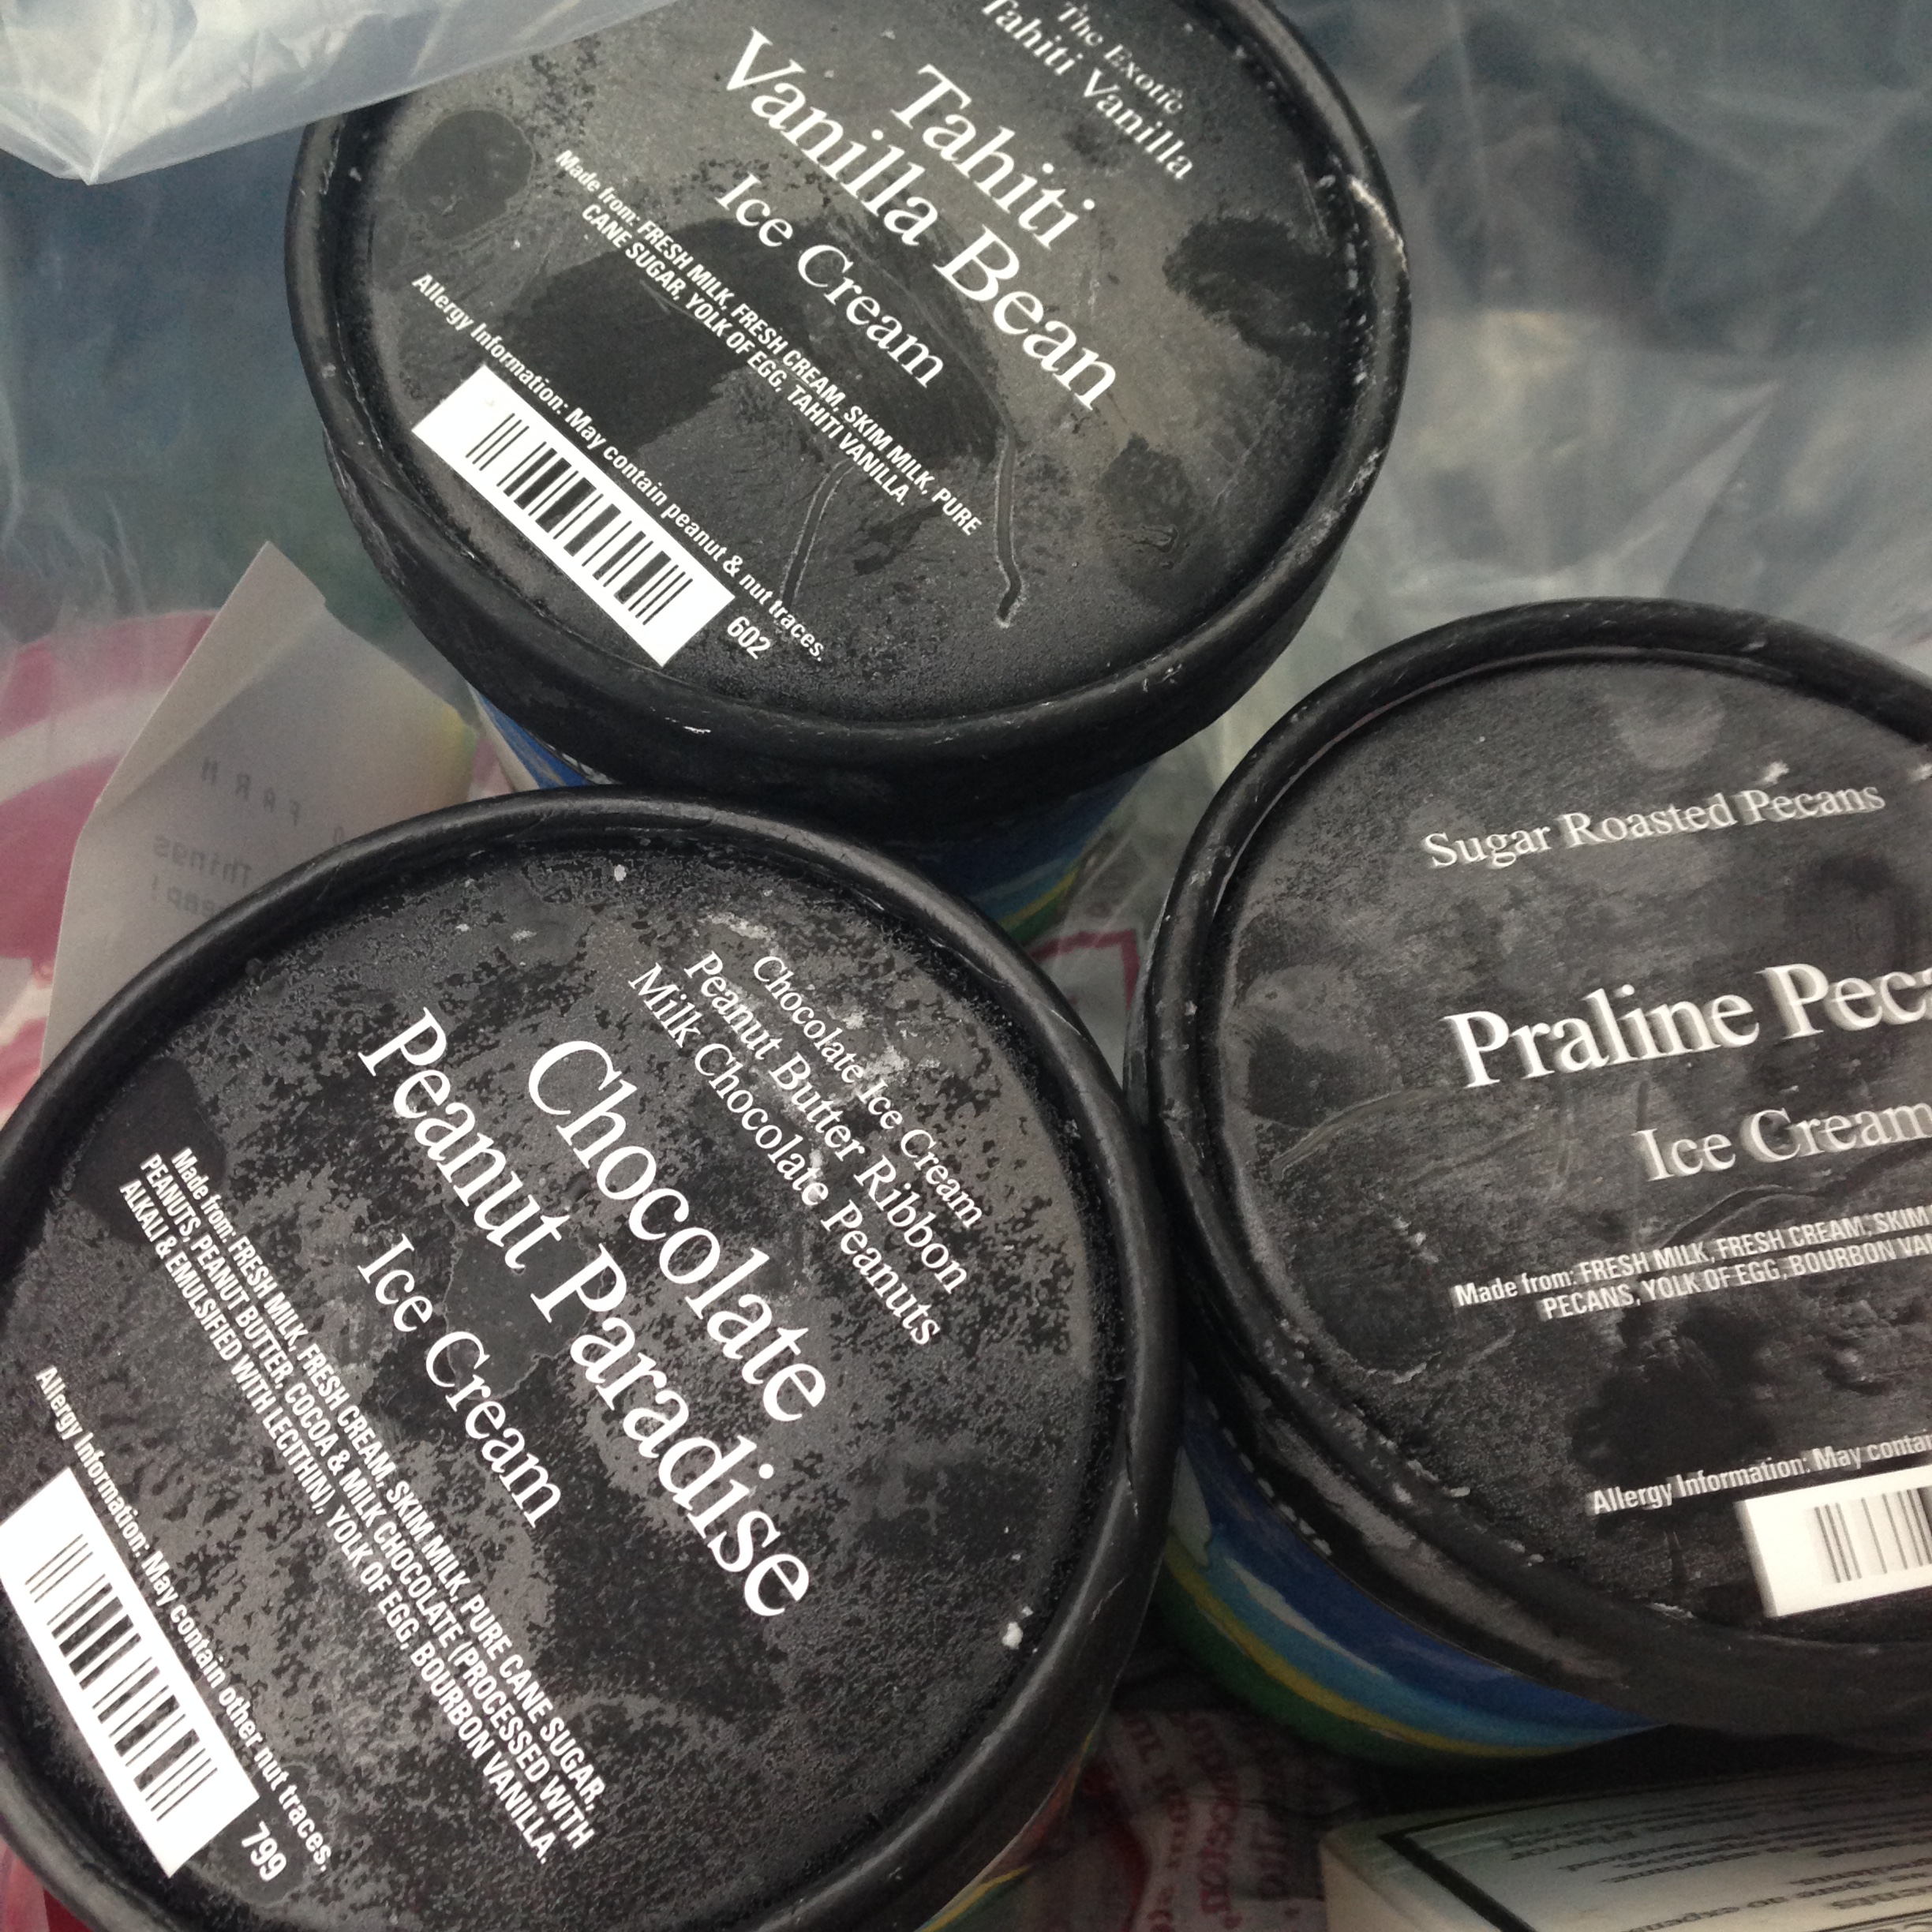 The Exotic
Tahiti Vanilla
Tahiti
Vanilla Bean
Ice Cream
Made from: FRESH MILK, FRESH CREAM, SKIM MILK, PURE
CANE SUGAR, YOLK OF EGG, TAHITI VANILLA.
Allergy Information: May contain peanut & nut traces.
602
Chocolate Ice Cream
Peanut Butter Ribbon
Milk Chocolate Peanuts
Chocolate
Peanut Paradise
Ice Cream
Made from: FRESH MILK, FRESH CREAM, SKIM MILK, PURE CANE SUGAR,
PEANUTS, PEANUT BUTTER, COCOA & MILK CHOCOLATE (PROCESSED WITH
ALKALI & EMULSIFIED WITH LECITHIN), YOLK OF EGG, BOURBON VANILLA.
Allergy Information: May contain other nut traces.
799
Sugar Roasted Pecans
Praline Pec
Ice Cream
Made from: FRESH MILK, FRESH CREAM, SKIM
PECANS, YOLK OF EGG, BOURBON VAN
Allergy Information: May contai
FARM
Things